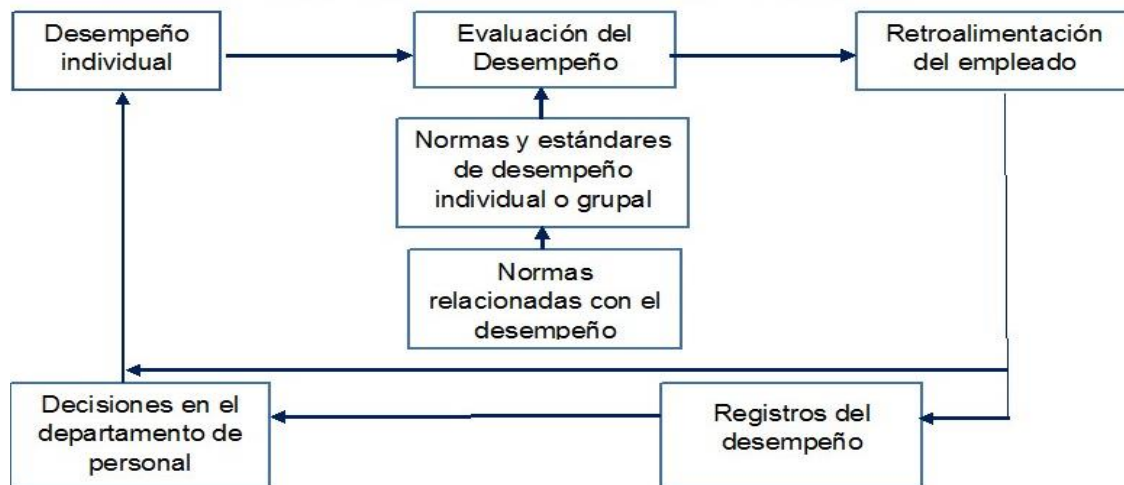 Desempeño
individual
Evaluación del
Desempeño
Retroalimentación
del empleado
Normas y estándares
de desempeño
individual o grupal
Normas
relacionadas con el
desempeño
Decisiones en el
departamento de
personal
Registros del
desempeño